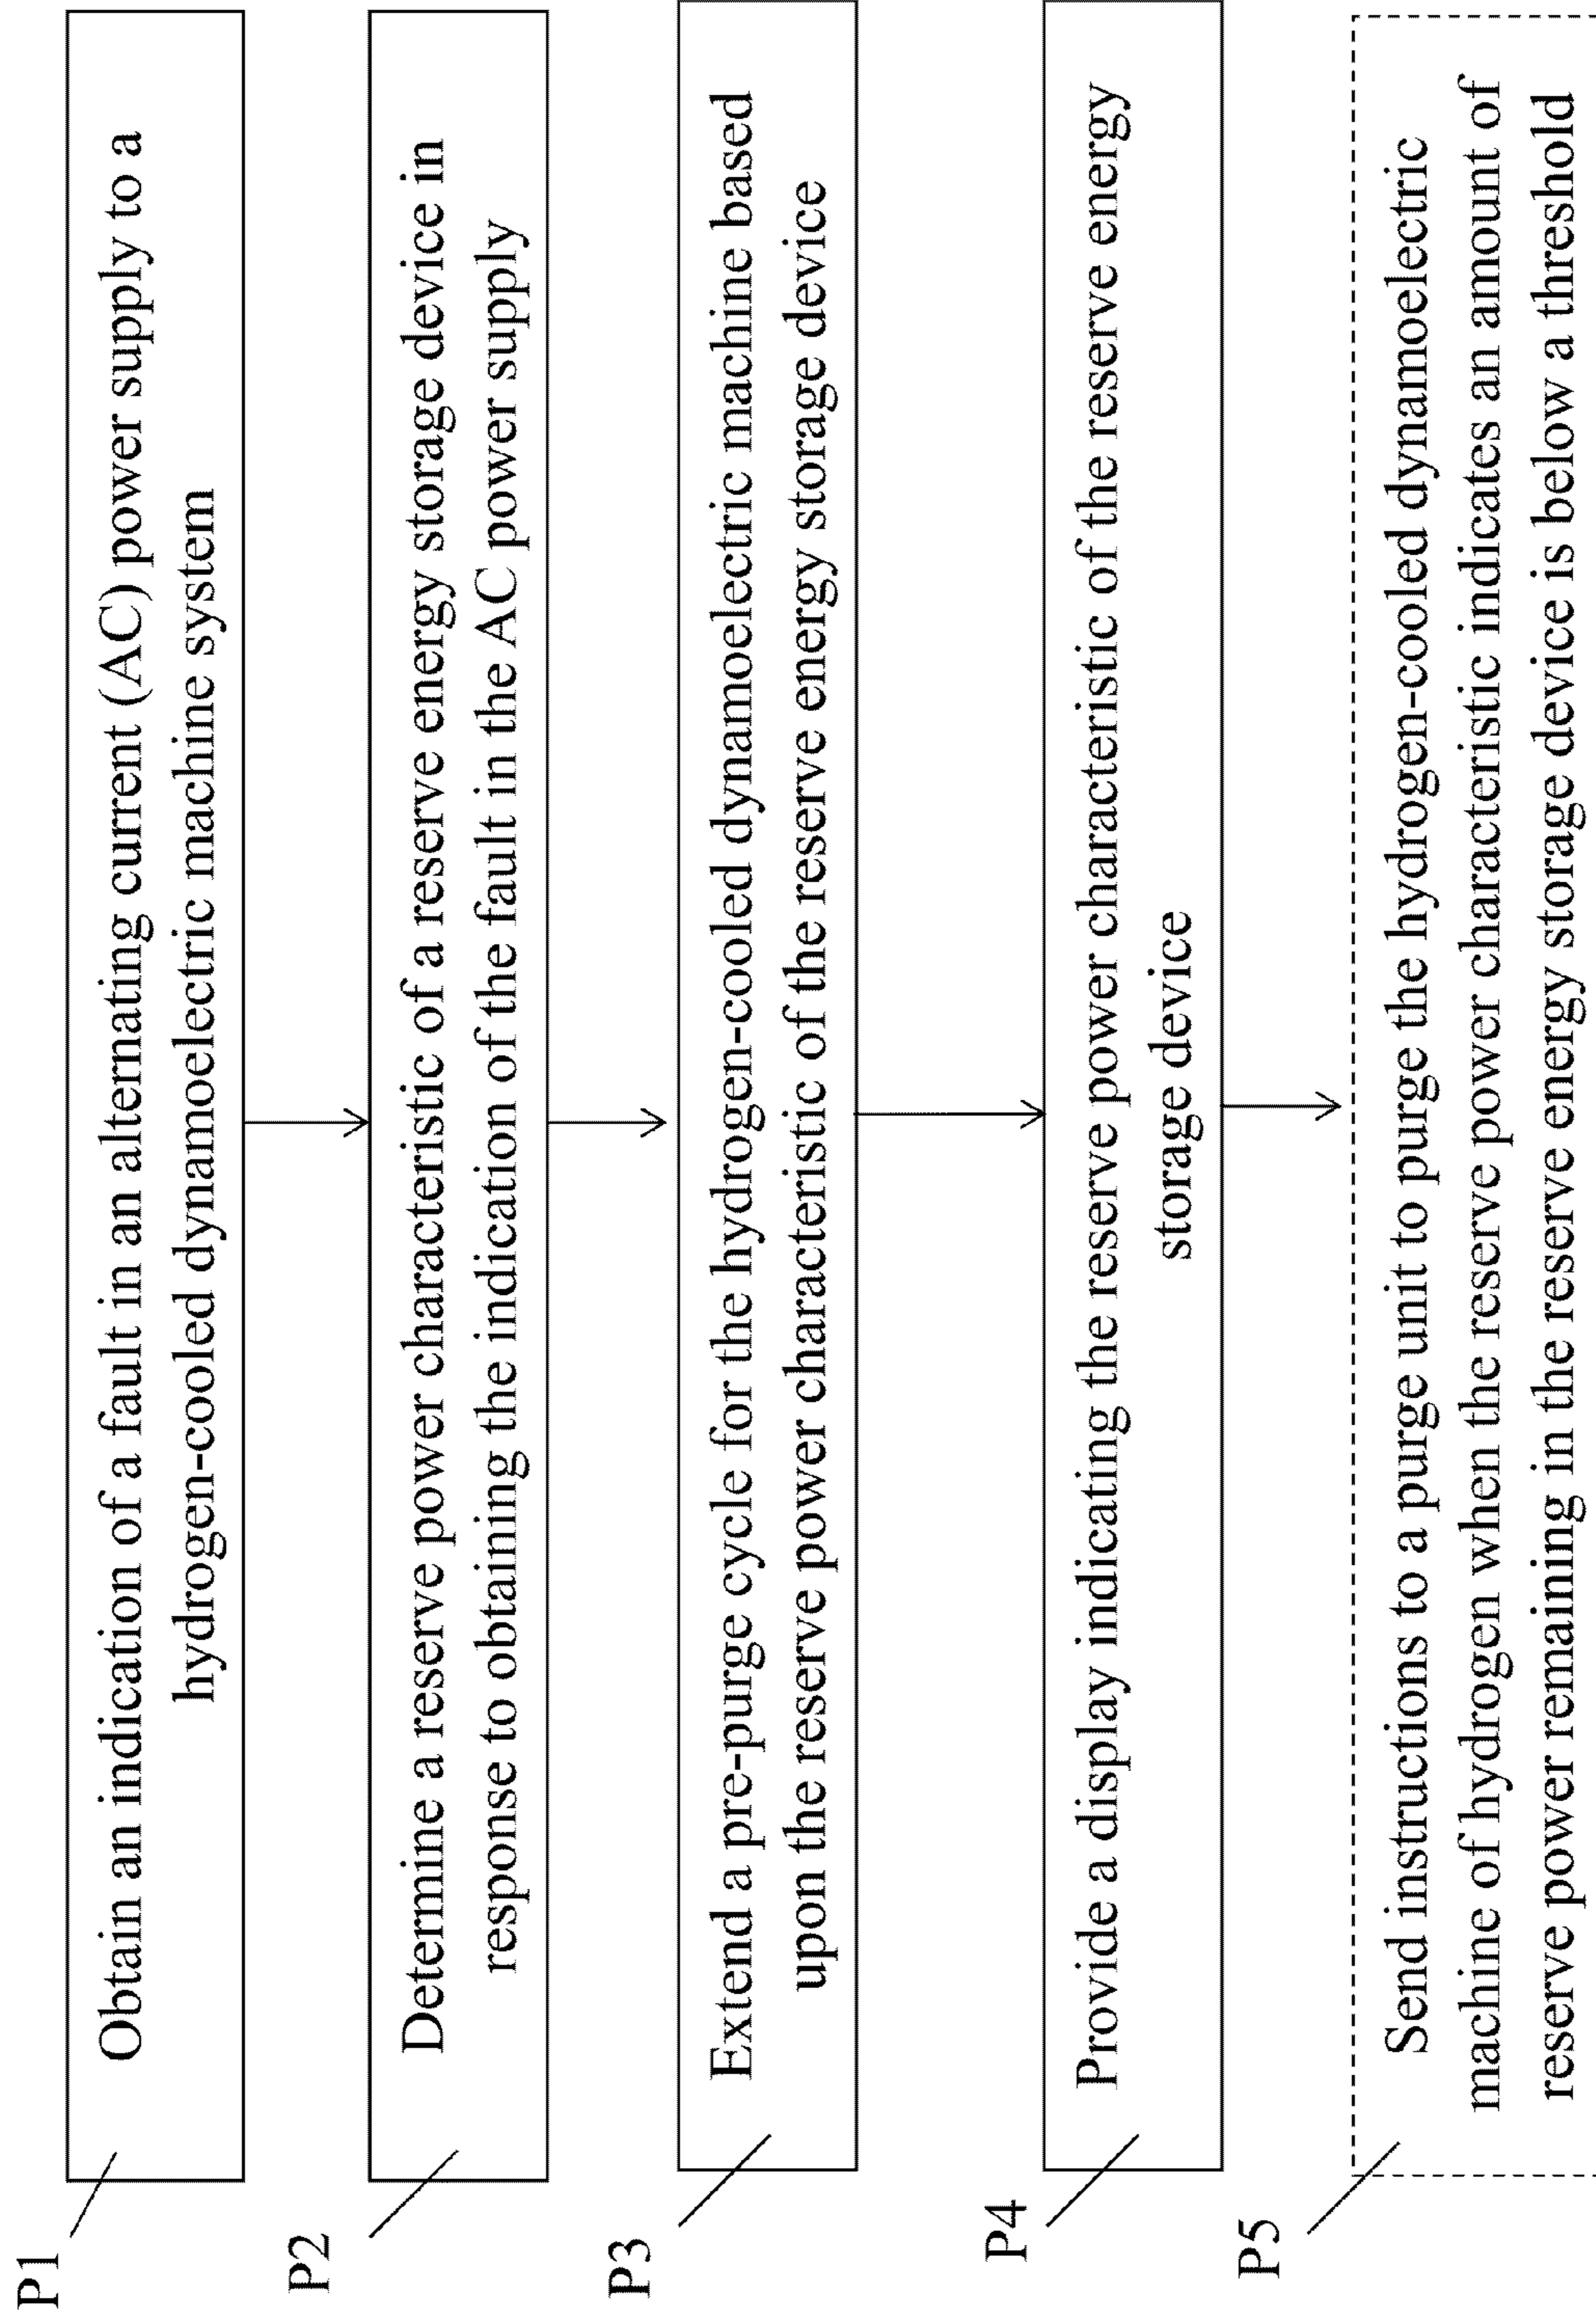 P1
Obtain an indication of a fault in an alternating current (AC) power supply to a
hydrogen-cooled dynamoelectric machine system
P2
Determine a reserve power characteristic of a reserve energy storage device in
response to obtaining the indication of the fault in the AC power supply
P3
Extend a pre-purge cycle for the hydrogen-cooled dynamoelectric machine based
upon the reserve power characteristic of the reserve energy storage device
P4
Provide a display indicating the reserve power characteristic of the reserve energy
storage device
P5
Send instructions to a purge unit to purge the hydrogen-cooled dynamoelectric
machine of hydrogen when the reserve power characteristic indicates an amount of
reserve power remaining in the reserve energy storage device is below a threshold